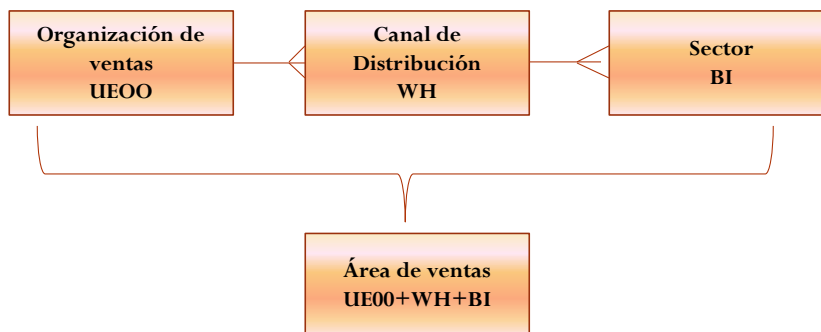 Organización de
ventas
UEOO
Canal de
Distribución
WH
Sector
BI
Área de ventas
UE00+WH+BI